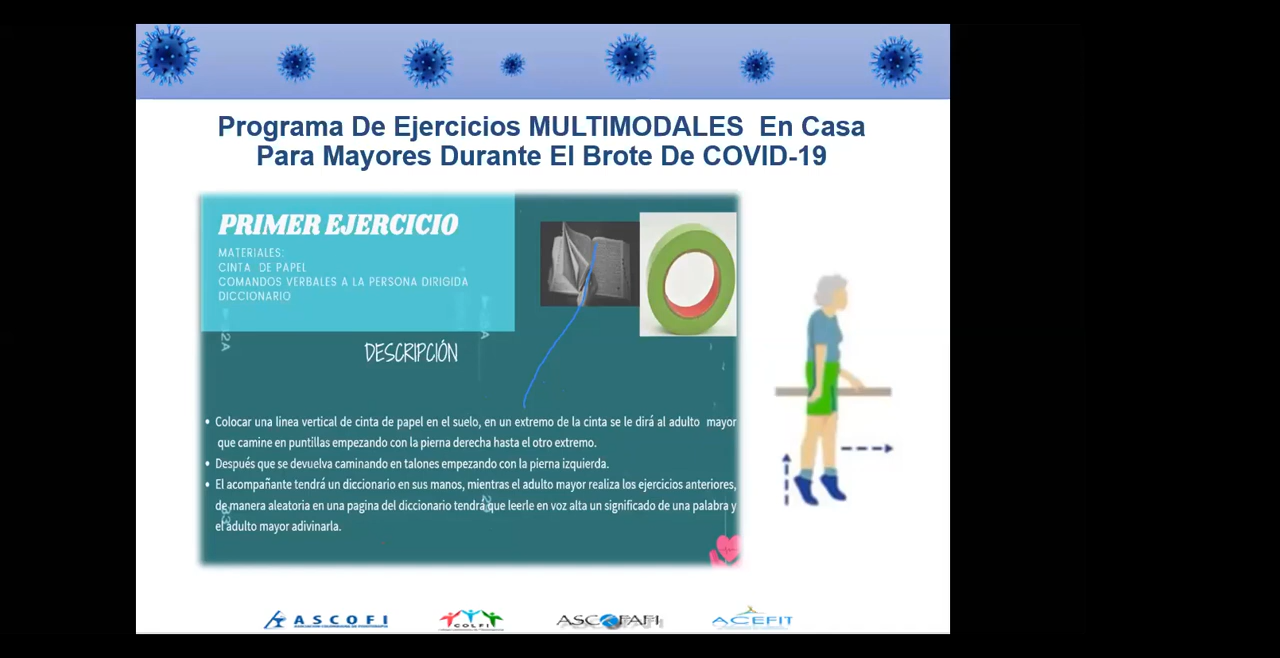 Programa De Ejercicios MULTIMODALES En Casa
Para Mayores Durante El Brote De COVID-19
PRIMER EJERCICIO
MATERIALES:
CINTA DE PAPEL
COMANDOS VERBALES A LA PERSONA DIRIGIDA
DICCIONARIO
DESCRIPCIÓN
• Colocar una linea vertical de cinta de papel en el suelo, en un extremo de la cinta se le dirá al adulto mayor
que camine en puntillas empezando con la pierna derecha hasta el otro extremo.
• Después que se devuelva caminando en talones empezando con la pierna izquierda.
• El acompañante tendrá un diccionario en sus manos, mientras el adulto mayor realiza los ejercicios anteriores,
de manera aleatoria en una pagina del diccionario tendrá que leerle en voz alta un significado de una palabra y
el adulto mayor adivinarla.
ASCOFI
COLFI
ASCOFAFI
ACEFIT